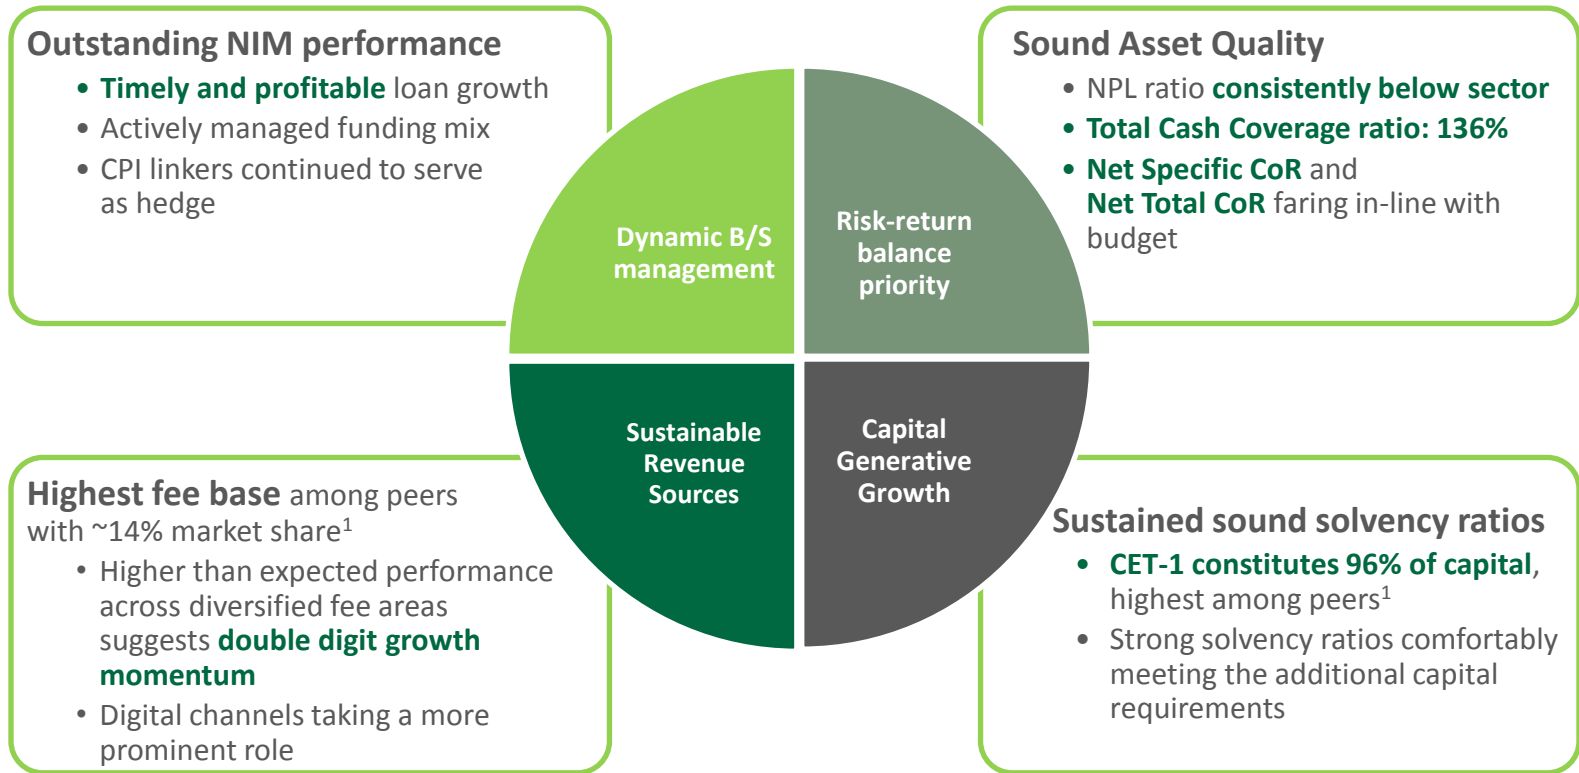 Outstanding NIM performance
• Timely and profitable loan growth
• Actively managed funding mix
• CPI linkers continued to serve
as hedge
Sound Asset Quality
• NPL ratio consistently below sector
• Total Cash Coverage ratio: 136%
• Net Specific CoR and
Net Total CoR faring in-line with
budget
Dynamic B/S
management
Risk-return
balance
priority
Sustainable
Revenue
Sources
Capital
Generative
Growth
Highest fee base among peers
with ~14% market share¹
• Higher than expected performance
across diversified fee areas
suggests double digit growth
momentum
• Digital channels taking a more
prominent role
Sustained sound solvency ratios
• CET-1 constitutes 96% of capital,
highest among peers¹
• Strong solvency ratios comfortably
meeting the additional capital
requirements